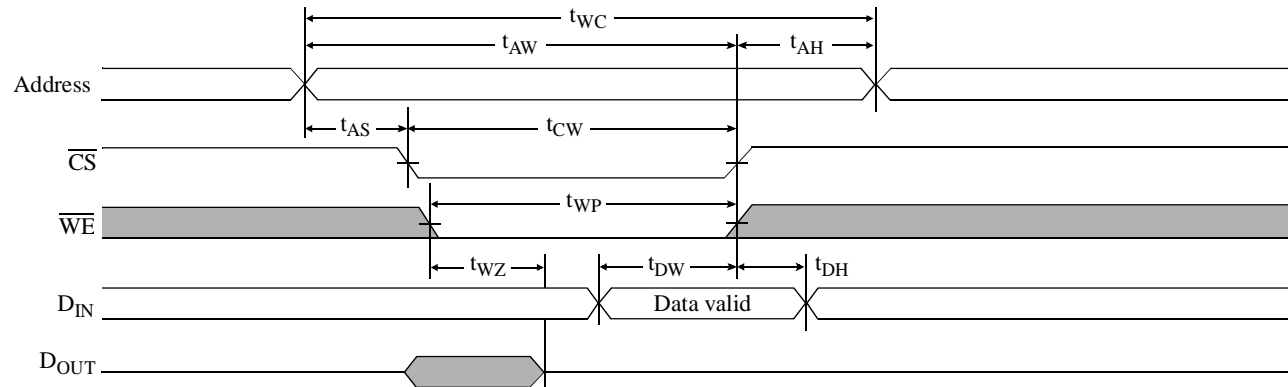 tWC
tAW tAH
Address
tAS tCW
CS
tWP
WE
tWZ tDW tDH
DIN Data valid
DOUT